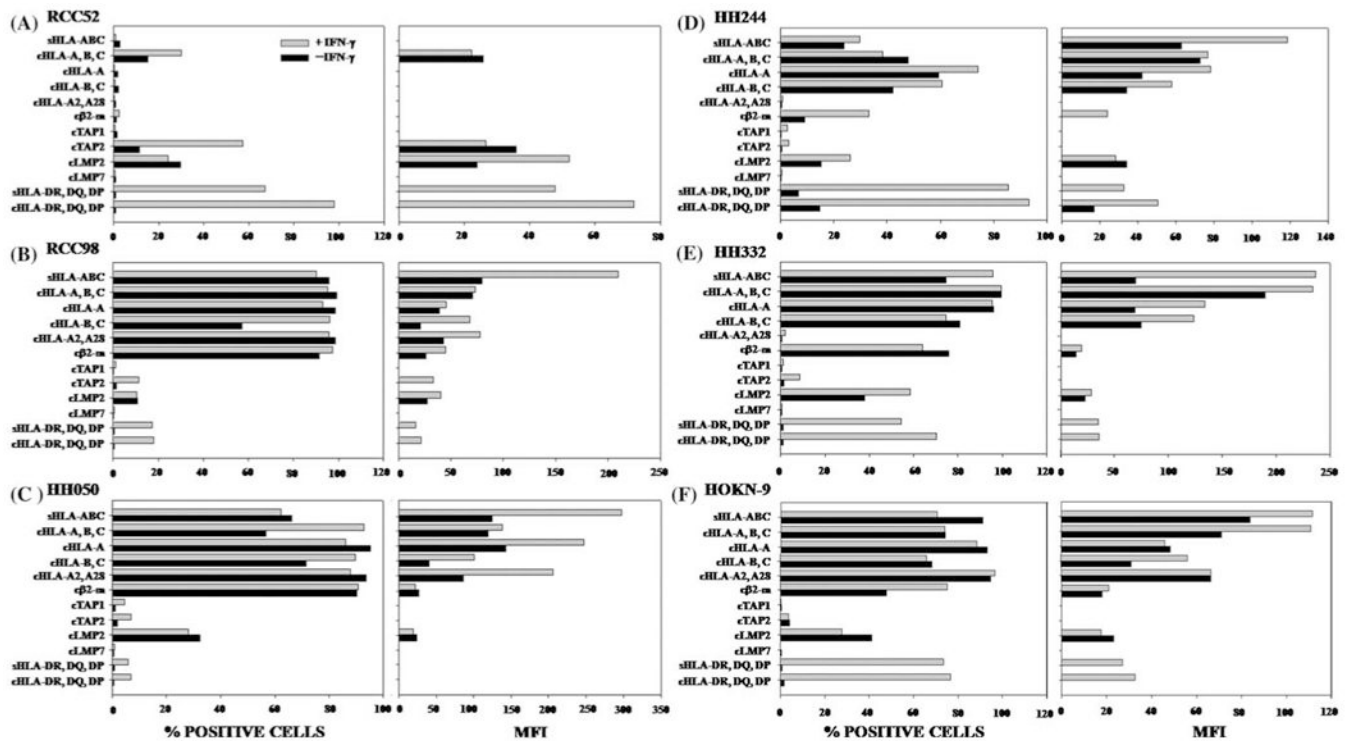 (A) RCC52
+ IFN-γ
−IFN-γ
sHLA-ABC
cHLA-A, B, C
cHLA-A
cHLA-B, C
cHLA-A2, A28
cβ2-m
cTAP1
cTAP2
cLMP2
cLMP7
sHLA-DR, DQ, DP
cHLA-DR, DQ, DP
0 20 40 60 80 100 120
0 20 40 60 80
(B) RCC98
sHLA-ABC
cHLA-A, B, C
cHLA-A
cHLA-B, C
cHLA-A2, A28
cβ2-m
cTAP1
cTAP2
cLMP2
cLMP7
sHLA-DR, DQ, DP
cHLA-DR, DQ, DP
0 20 40 60 80 100 120
0 50 100 150 200 250
(C) HH050
sHLA-ABC
cHLA-A, B, C
cHLA-A
cHLA-B, C
cHLA-A2, A28
cβ2-m
cTAP1
cTAP2
cLMP2
cLMP7
sHLA-DR, DQ, DP
cHLA-DR, DQ, DP
0 20 40 60 80 100
0 50 100 150 200 250 300 350
% POSITIVE CELLS
MFI
(D) HH244
sHLA-ABC
cHLA-A, B, C
cHLA-A
cHLA-B, C
cHLA-A2, A28
cβ2-m
cTAP1
cTAP2
cLMP2
cLMP7
sHLA-DR, DQ, DP
cHLA-DR, DQ, DP
0 20 40 60 80 100
0 20 40 60 80 100 120 140
(E) HH332
sHLA-ABC
cHLA-A, B, C
cHLA-A
cHLA-B, C
cHLA-A2, A28
cβ2-m
cTAP1
cTAP2
cLMP2
cLMP7
sHLA-DR, DQ, DP
cHLA-DR, DQ, DP
0 20 40 60 80 100 120
0 50 100 150 200 250
(F) HOKN-9
sHLA-ABC
cHLA-A, B, C
cHLA-A
cHLA-B, C
cHLA-A2, A28
cβ2-m
cTAP1
cTAP2
cLMP2
cLMP7
sHLA-DR, DQ, DP
cHLA-DR, DQ, DP
0 20 40 60 80 100 120
0 20 40 60 80 100 120
% POSITIVE CELLS
MFI